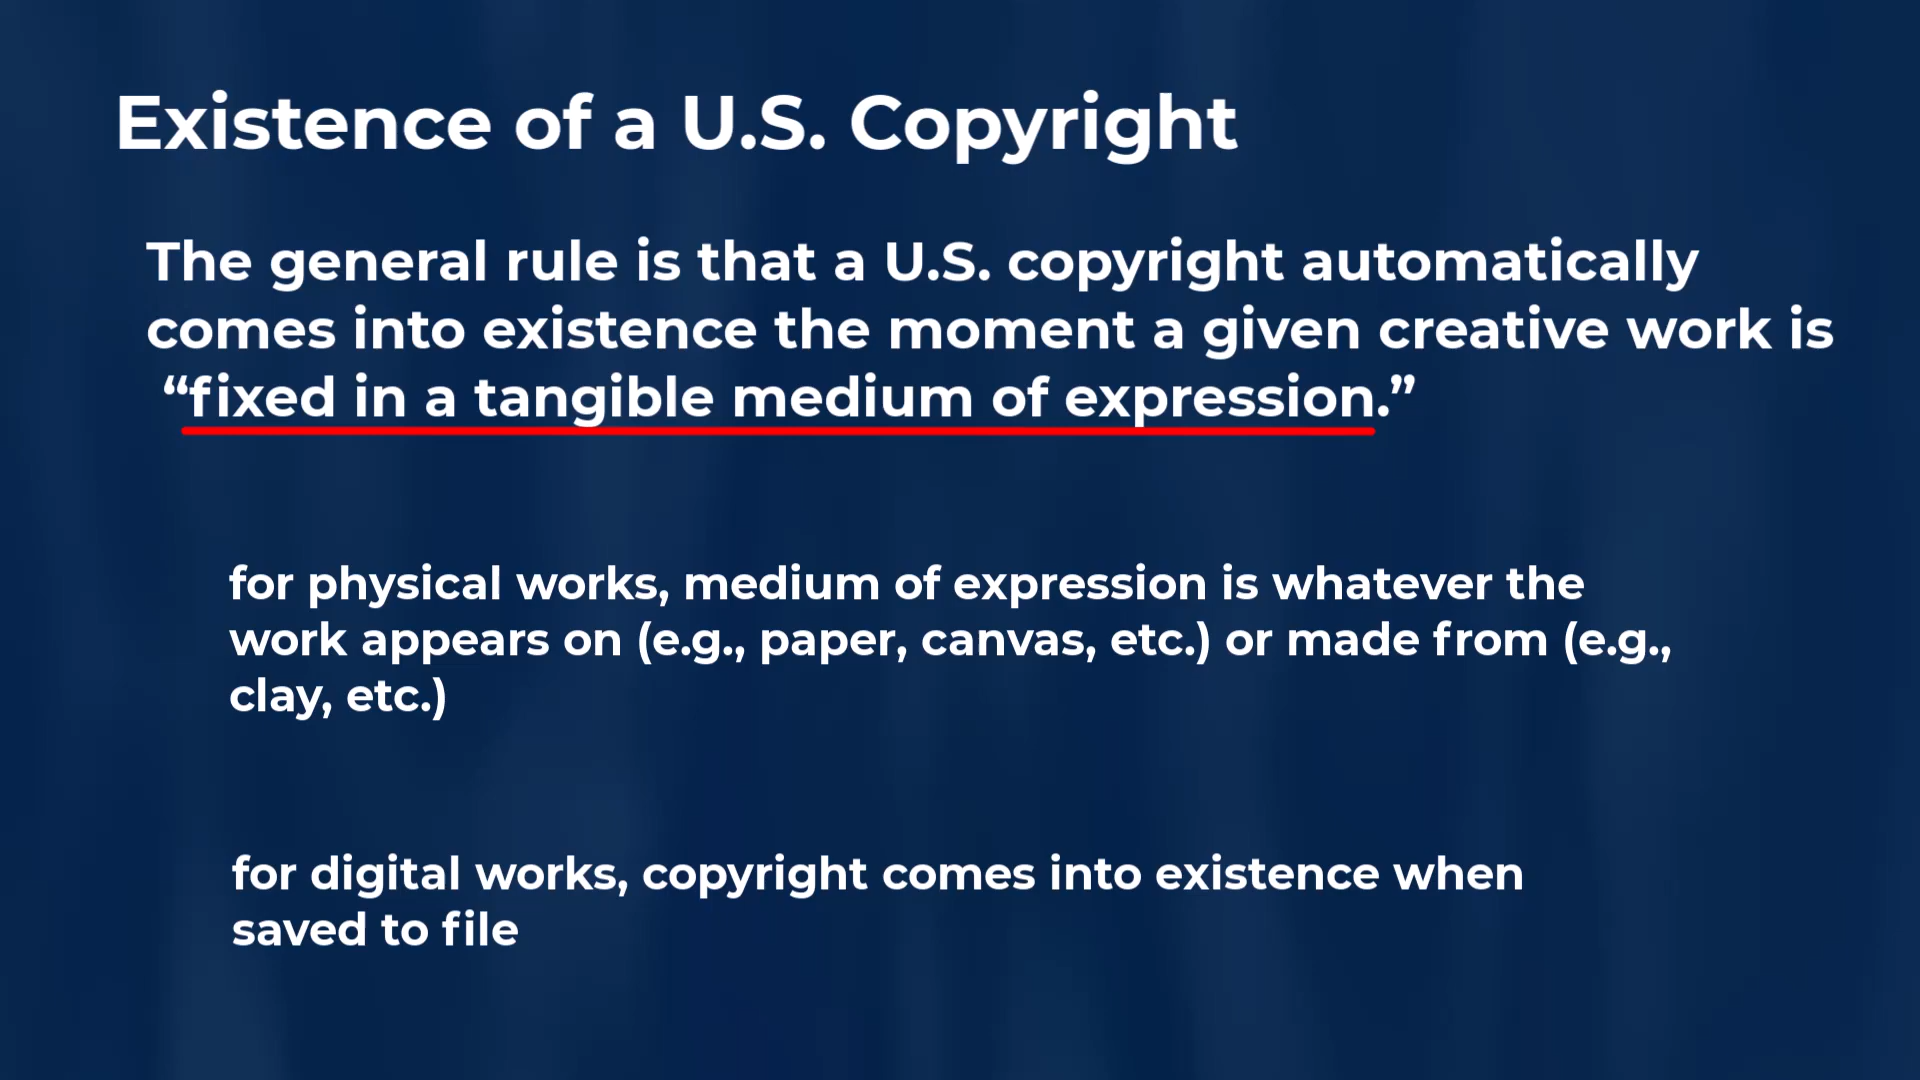 Existence of a U.S. Copyright
The general rule is that a U.S. copyright automatically
comes into existence the moment a given creative work is
“fixed in a tangible medium of expression.”
for physical works, medium of expression is whatever the
work appears on (e.g., paper, canvas, etc.) or made from (e.g.,
clay, etc.)
for digital works, copyright comes into existence when
saved to file